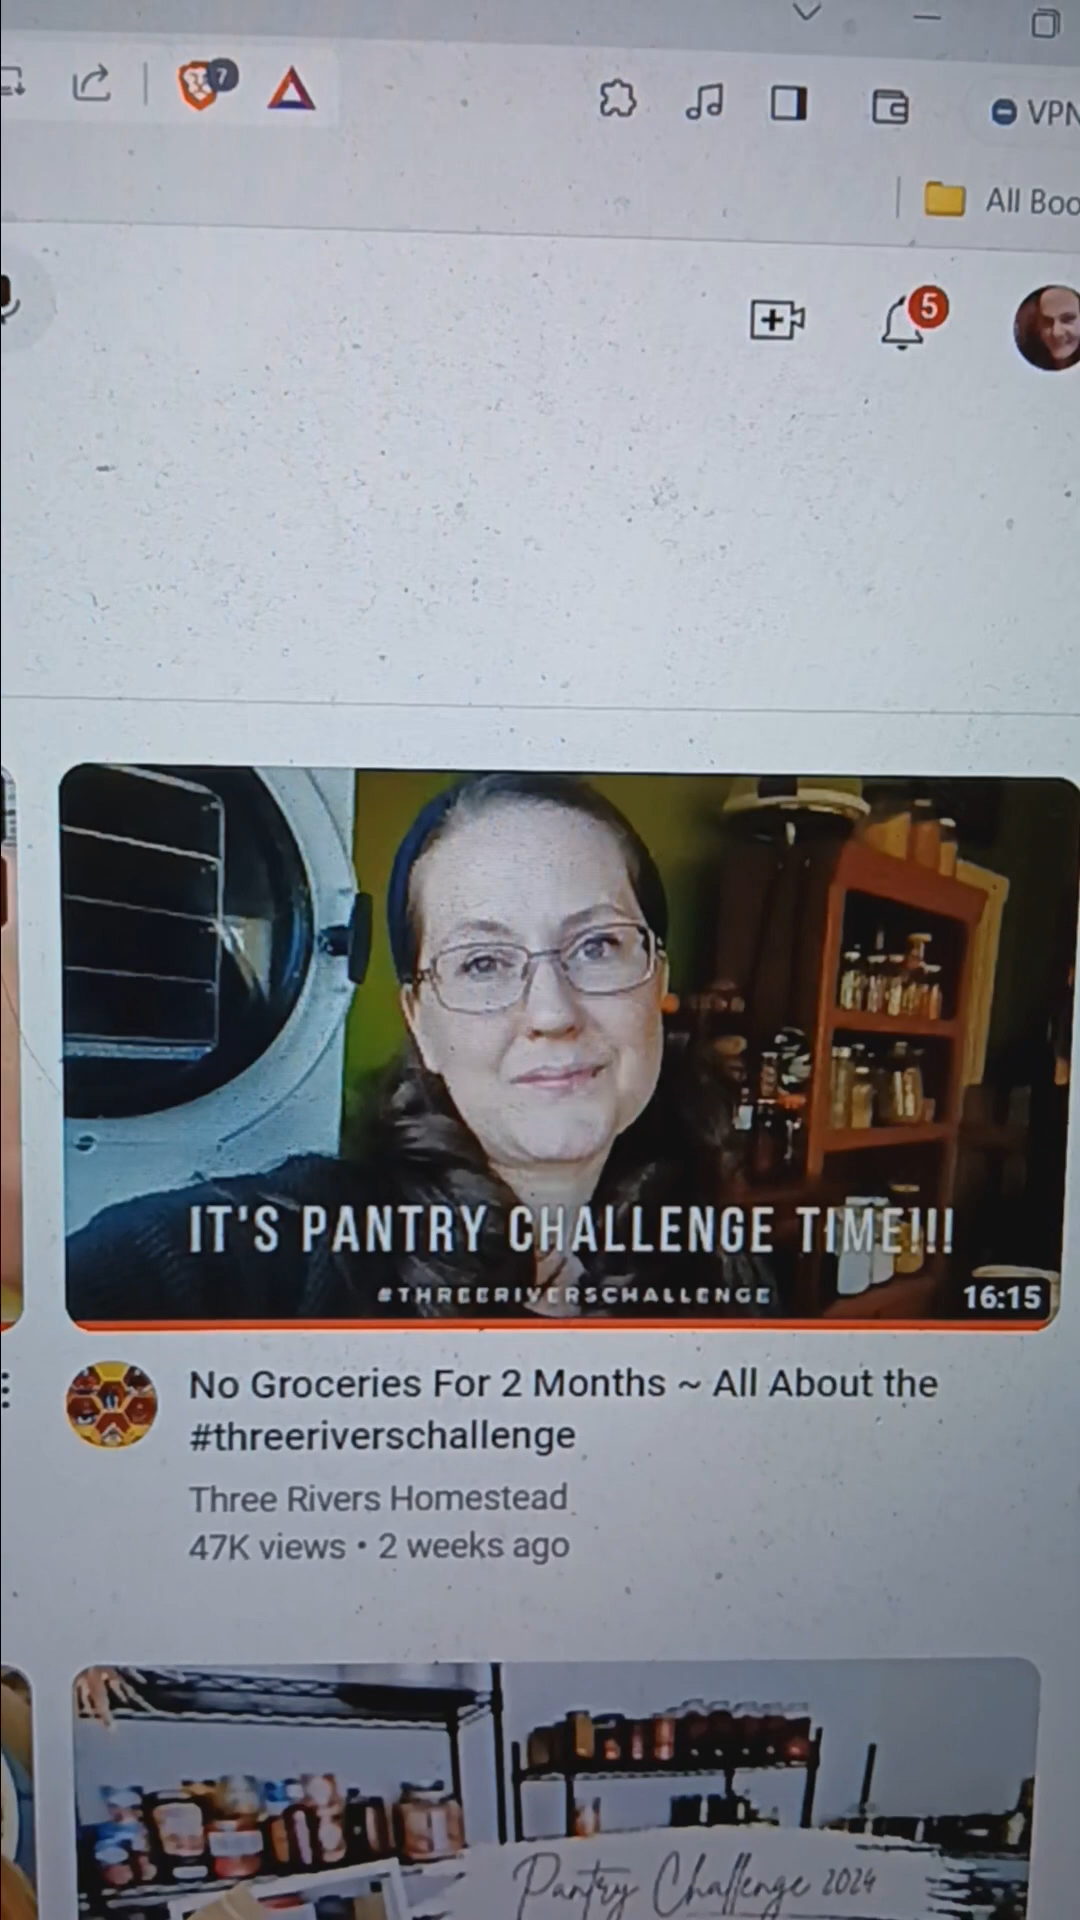 7
VPN
All Boo
5
IT'S PANTRY CHALLENGE TIME!!!
#THREERIVERSCHALLENGE
16:15
No Groceries For 2 Months ~ All About the
#threeriverschallenge
Three Rivers Homestead
47K views • 2 weeks ago
Pantry Challenge 2024